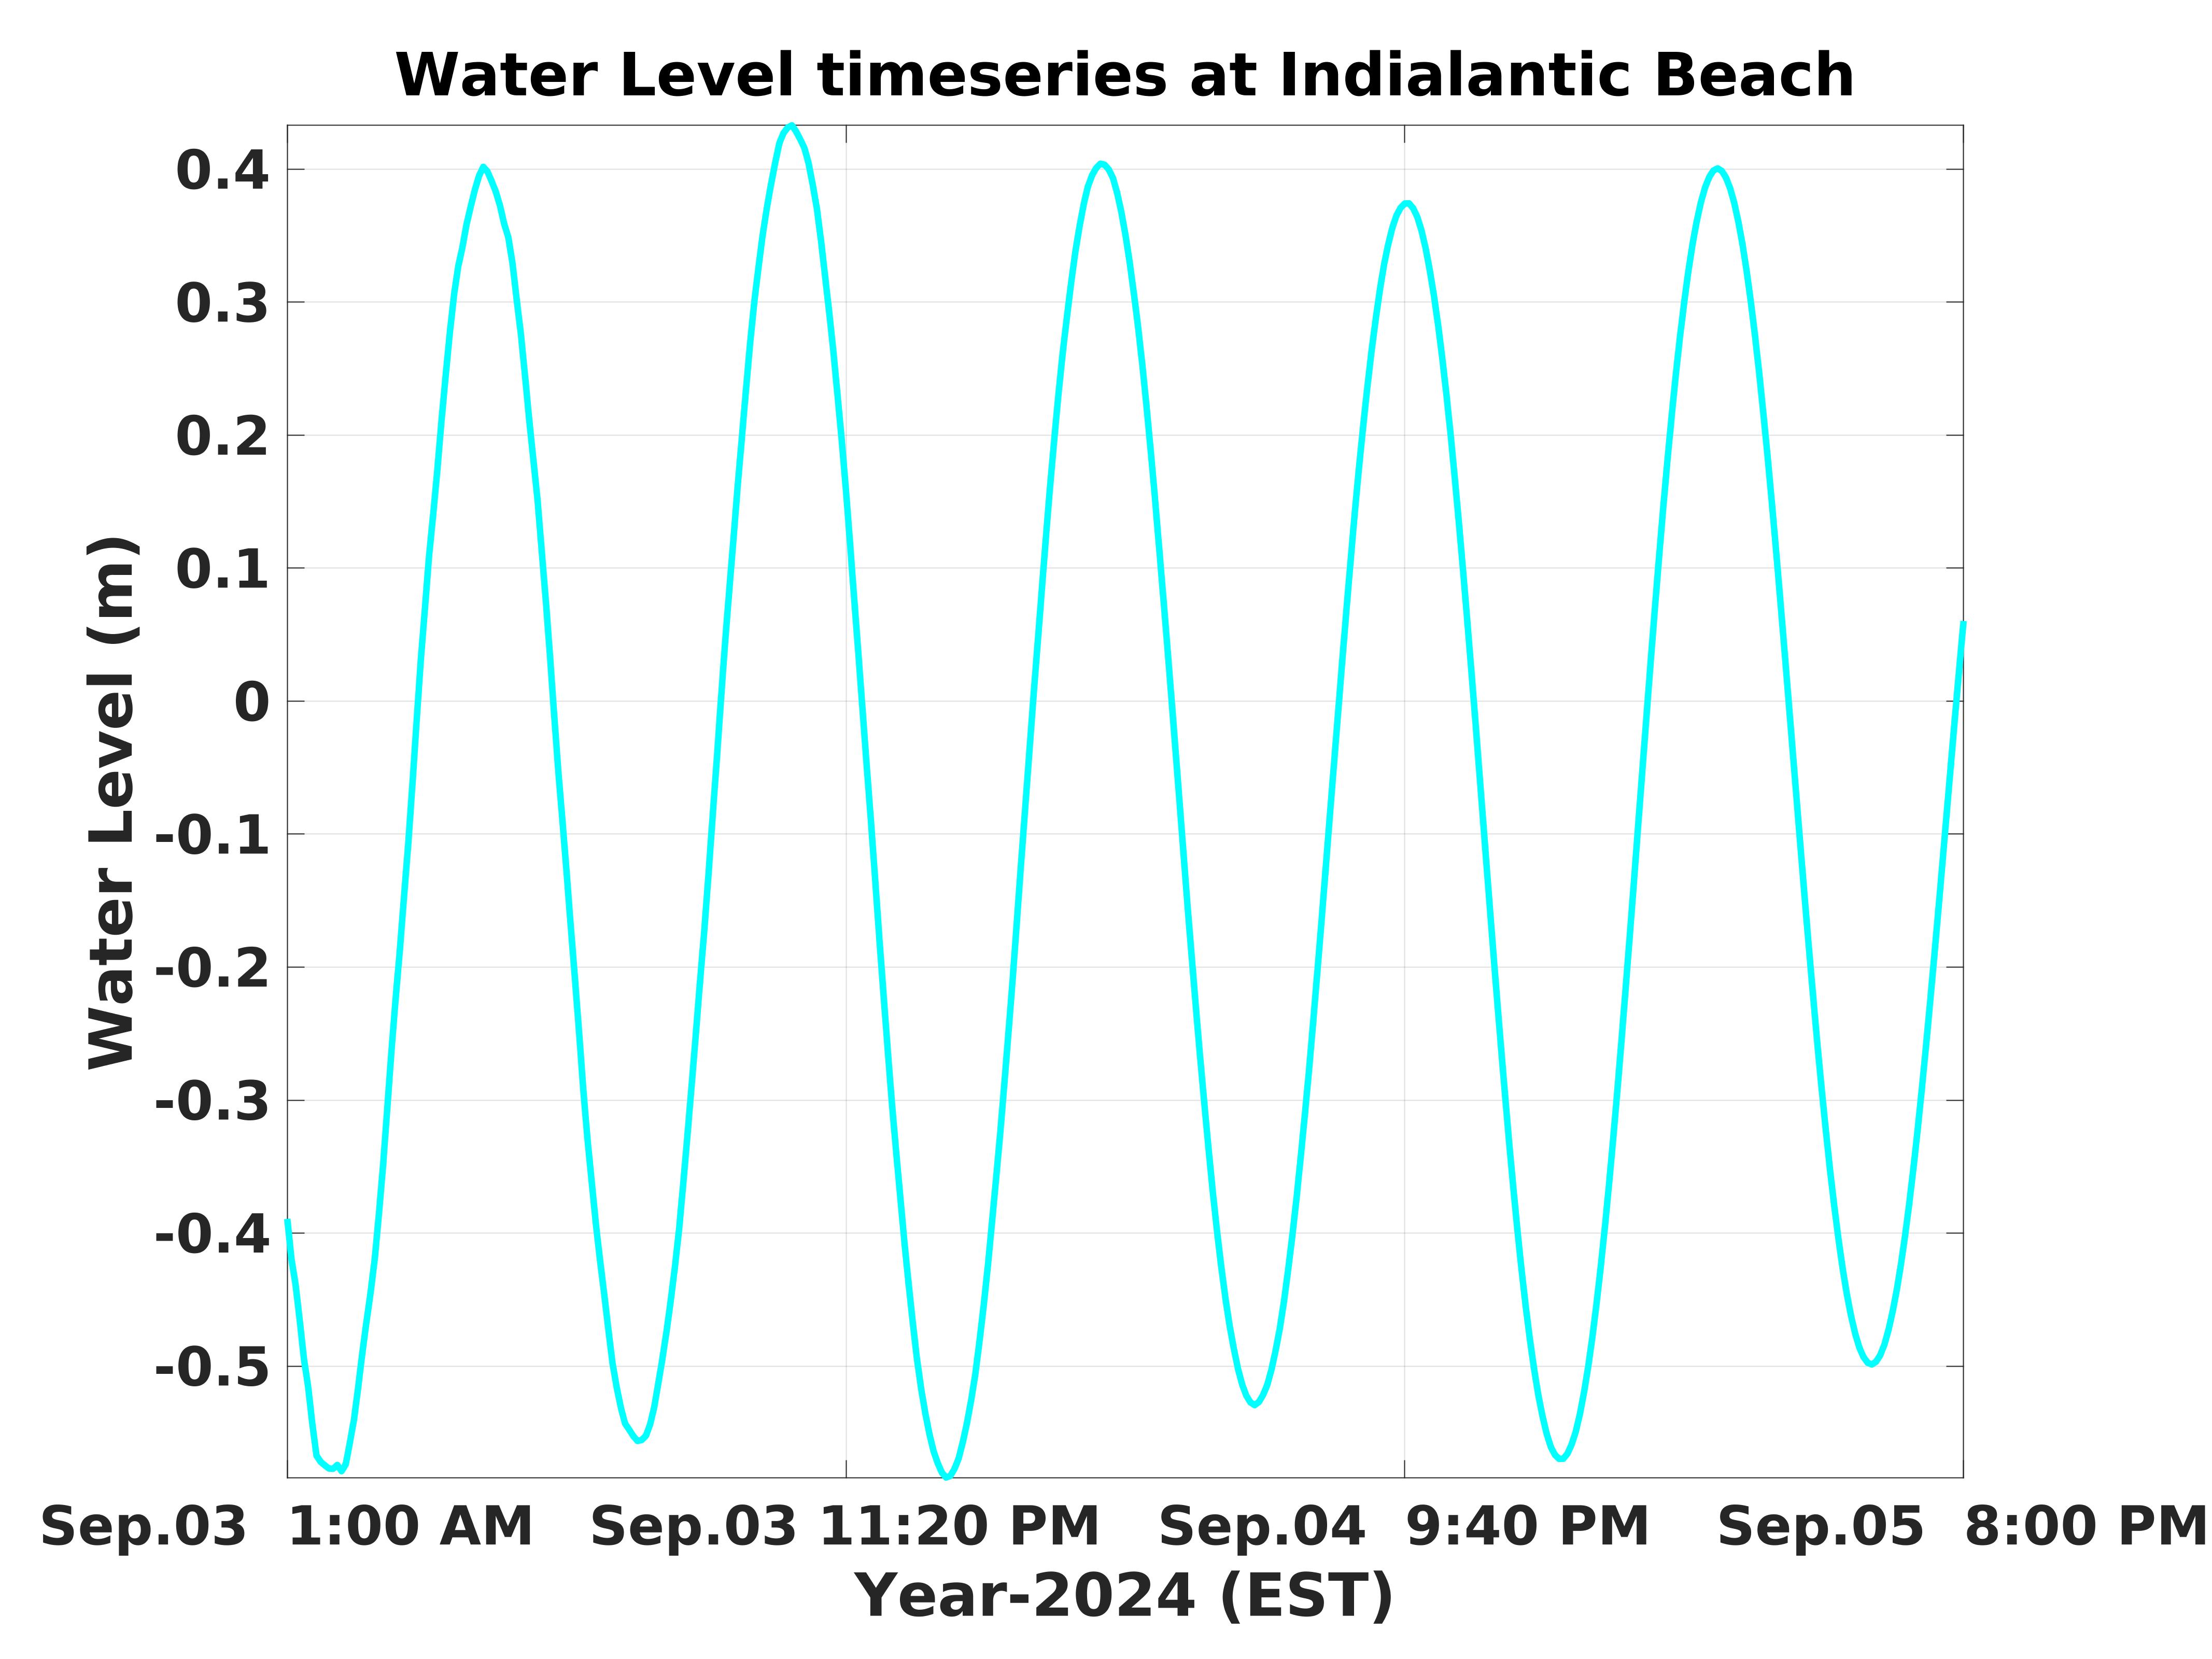 Water Level timeseries at Indialantic Beach
0.4
0.3
0.2
0.1
0
-0.1
-0.2
-0.3
-0.4
-0.5
Water Level (m)
Sep.03 1:00 AM Sep.03 11:20 PM Sep.04 9:40 PM Sep.05 8:00 PM
Year-2024 (EST)